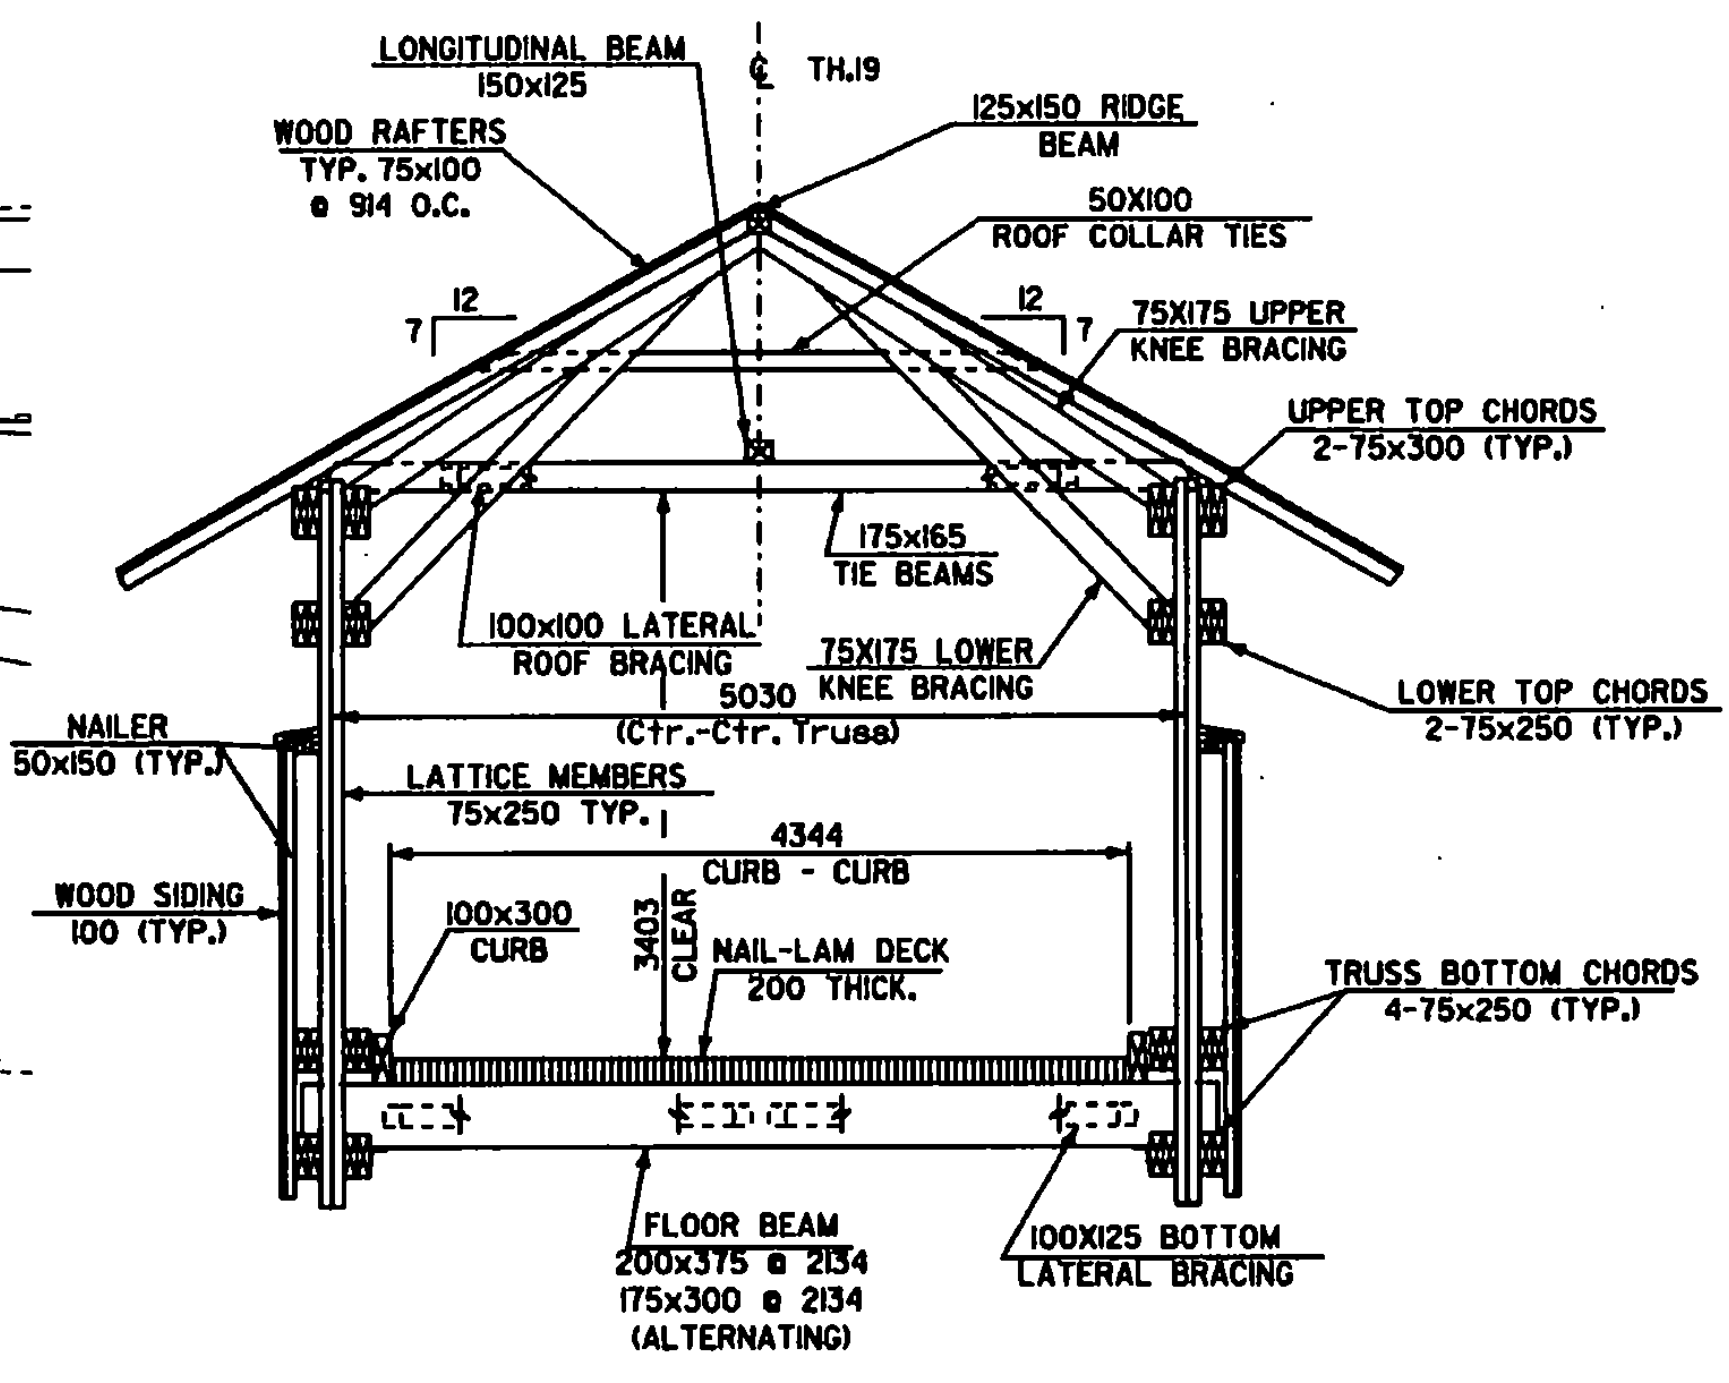 LONGITUDINAL BEAM
150x125
℄ TH.19
125x150 RIDGE
BEAM
WOOD RAFTERS
TYP. 75x100
@ 914 O.C.
50X100
ROOF COLLAR TIES
12
7
12
7
75X175 UPPER
KNEE BRACING
UPPER TOP CHORDS
2-75x300 (TYP.)
175x165
TIE BEAMS
100x100 LATERAL
ROOF BRACING
75X175 LOWER
KNEE BRACING
5030
(Ctr.-Ctr. Truss)
LOWER TOP CHORDS
2-75x250 (TYP.)
NAILER
50x150 (TYP.)
LATTICE MEMBERS
75x250 TYP.
4344
CURB - CURB
WOOD SIDING
100 (TYP.)
100x300
CURB
3403
CLEAR
NAIL-LAM DECK
200 THICK.
TRUSS BOTTOM CHORDS
4-75x250 (TYP.)
FLOOR BEAM
200x375 @ 2134
175x300 @ 2134
(ALTERNATING)
100X125 BOTTOM
LATERAL BRACING